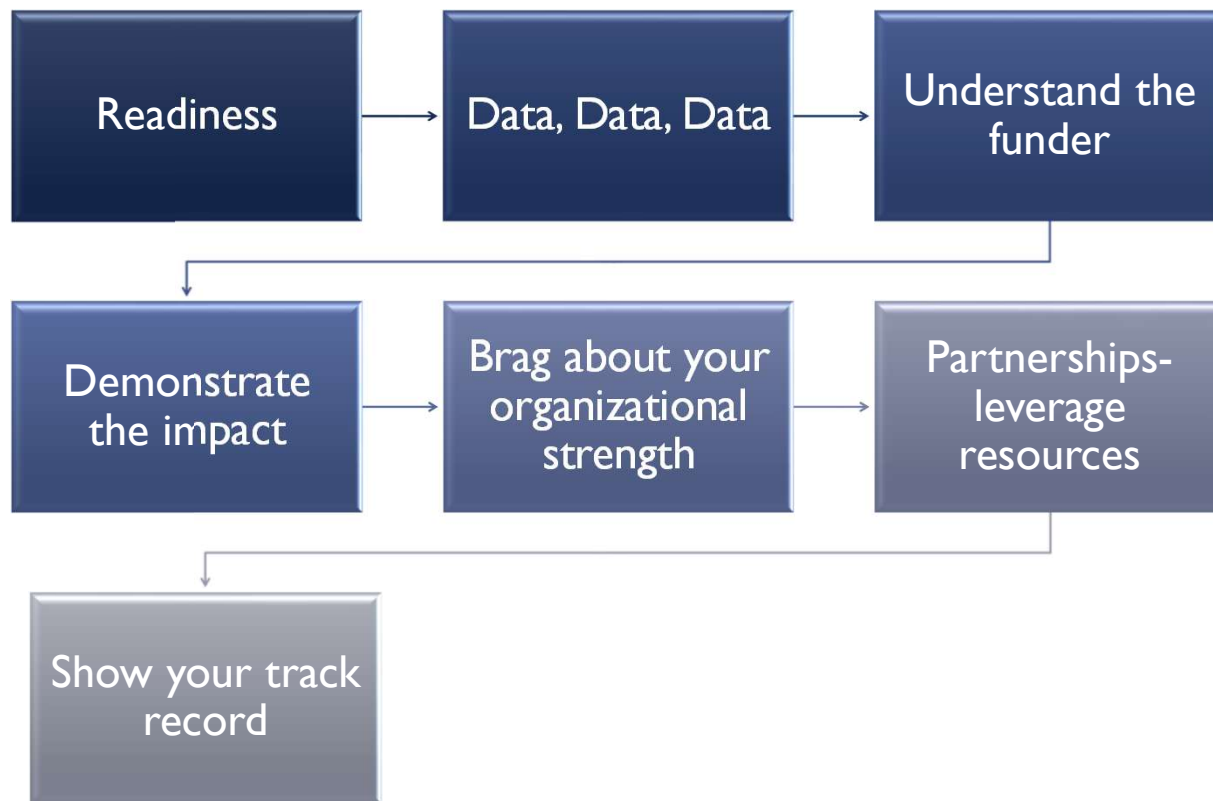 Readiness
Data, Data, Data
Understand the
funder
Demonstrate
the impact
Brag about your
organizational
strength
Partnerships-
leverage
resources
Show your track
record